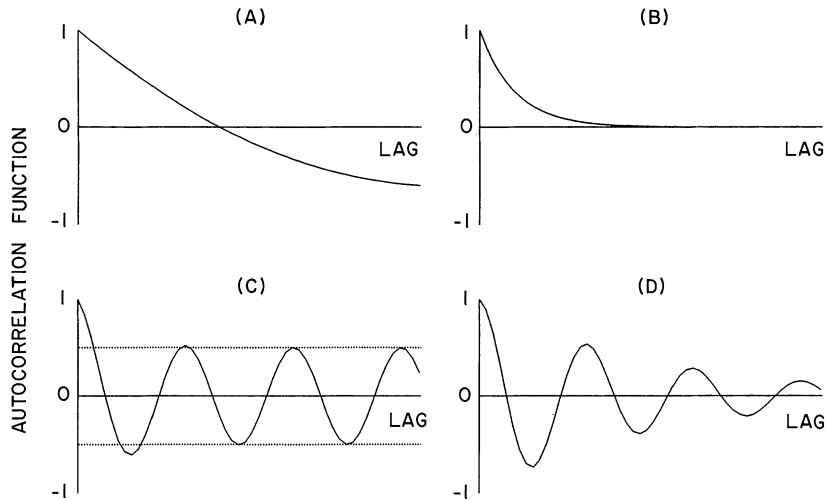 (A)
1
0
-1
LAG
(B)
1
0
-1
LAG
AUTOCORRELATION FUNCTION
(C)
1
0
-1
LAG
(D)
1
0
-1
LAG